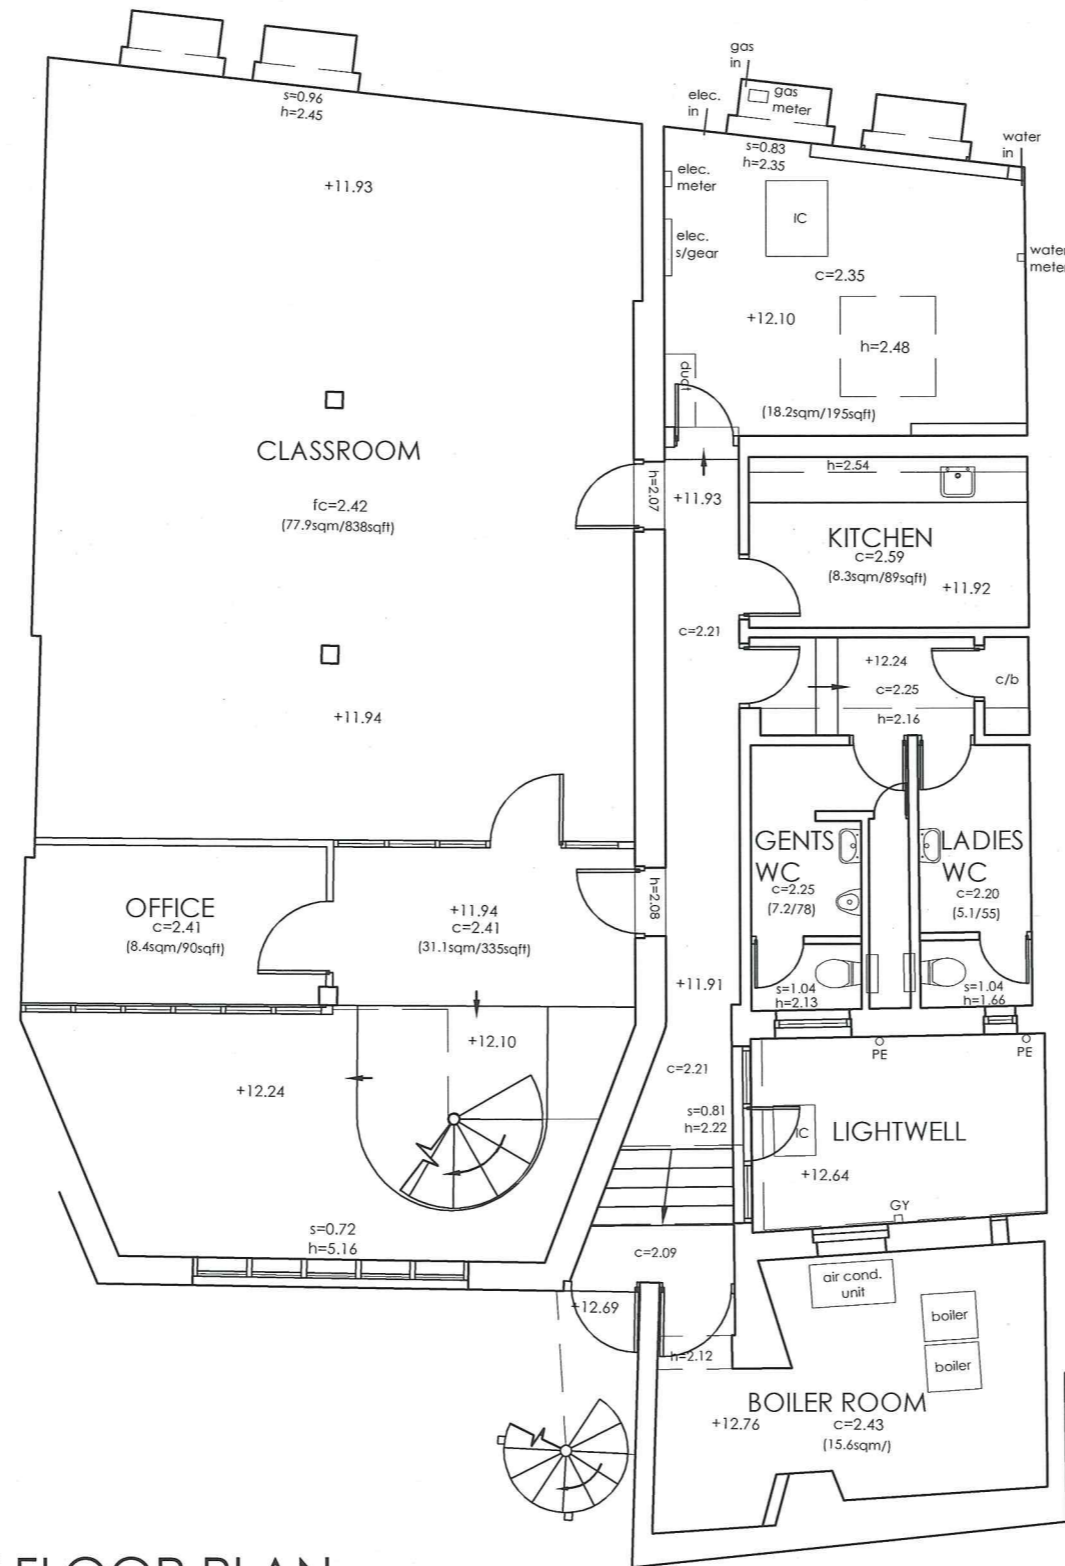 gas
in
gas
meter
elec.
in
s=0.96
h=2.45
water
in
s=0.83
h=2.35
elec.
meter
+11.93
IC
elec.
s/gear
water
meter
c=2.35
+12.10
h=2.48
duct
(18.2sqm/195sqft)
CLASSROOM
fc=2.42
(77.9sqm/838sqft)
h=2.07
+11.93
h=2.54
KITCHEN
c=2.59
(8.3sqm/89sqft)
+11.92
c=2.21
+12.24
c=2.25
h=2.16
c/b
+11.94
GENTS
WC
c=2.25
(7.2/78)
LADIES
WC
c=2.20
(5.1/55)
OFFICE
c=2.41
(8.4sqm/90sqft)
+11.94
c=2.41
(31.1sqm/335sqft)
h=2.08
+11.91
s=1.04
h=2.13
s=1.04
h=1.66
+12.10
PE
PE
+12.24
c=2.21
s=0.81
h=2.22
IC
LIGHTWELL
+12.64
GY
s=0.72
h=5.16
c=2.09
air cond.
unit
+12.69
boiler
boiler
h=2.12
BOILER ROOM
+12.76
c=2.43
(15.6sqm/)
FLOOR PLAN